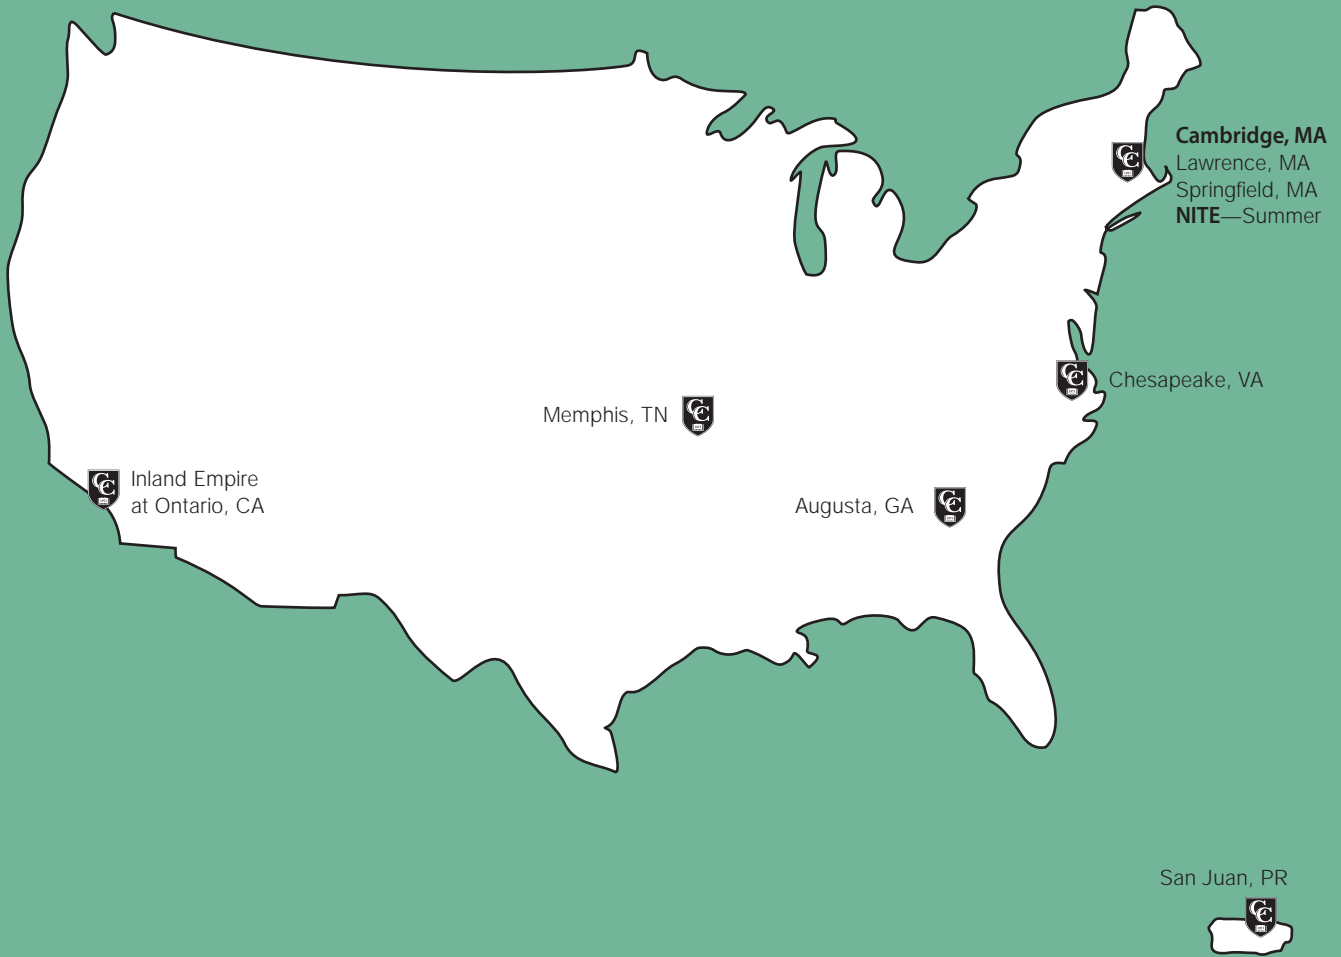 Cambridge, MA
Lawrence, MA
Springfield, MA
NITE—Summer
Chesapeake, VA
Memphis, TN
Inland Empire
at Ontario, CA
Augusta, GA
San Juan, PR